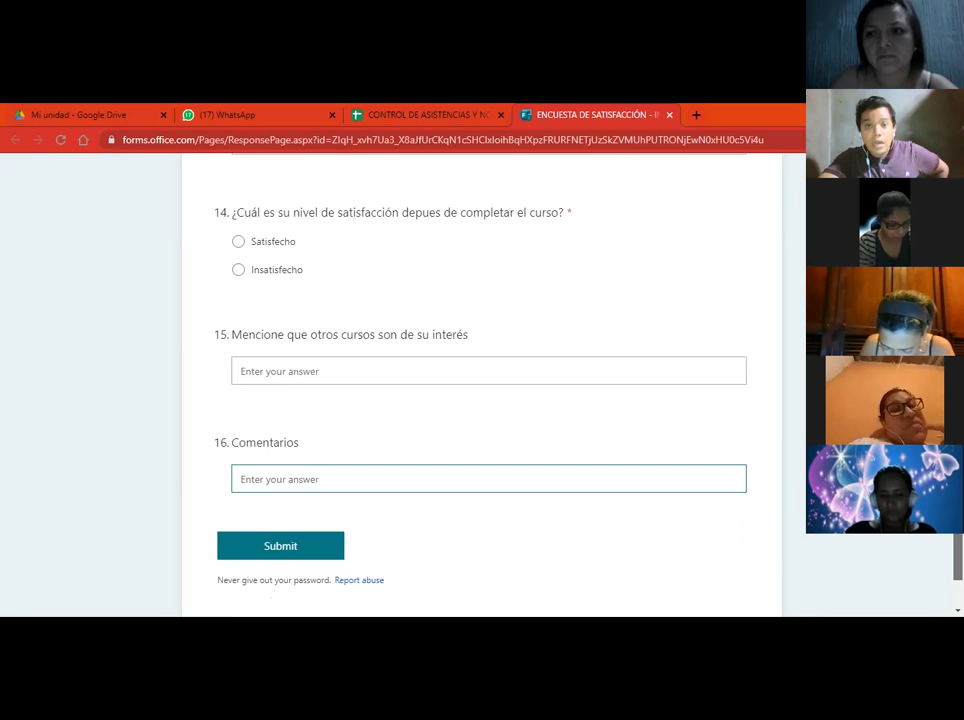 Mi unidad - Google Drive
(17) WhatsApp
CONTROL DE ASISTENCIAS Y NO
ENCUESTA DE SATISFACCIÓN - I
forms.office.com/Pages/ResponsePage.aspx?id=
14. ¿Cuál es su nivel de satisfacción depues de completar el curso? *
Satisfecho
Insatisfecho
15. Mencione que otros cursos son de su interés
Enter your answer
16. Comentarios
Enter your answer
Submit
Never give out your password. Report abuse